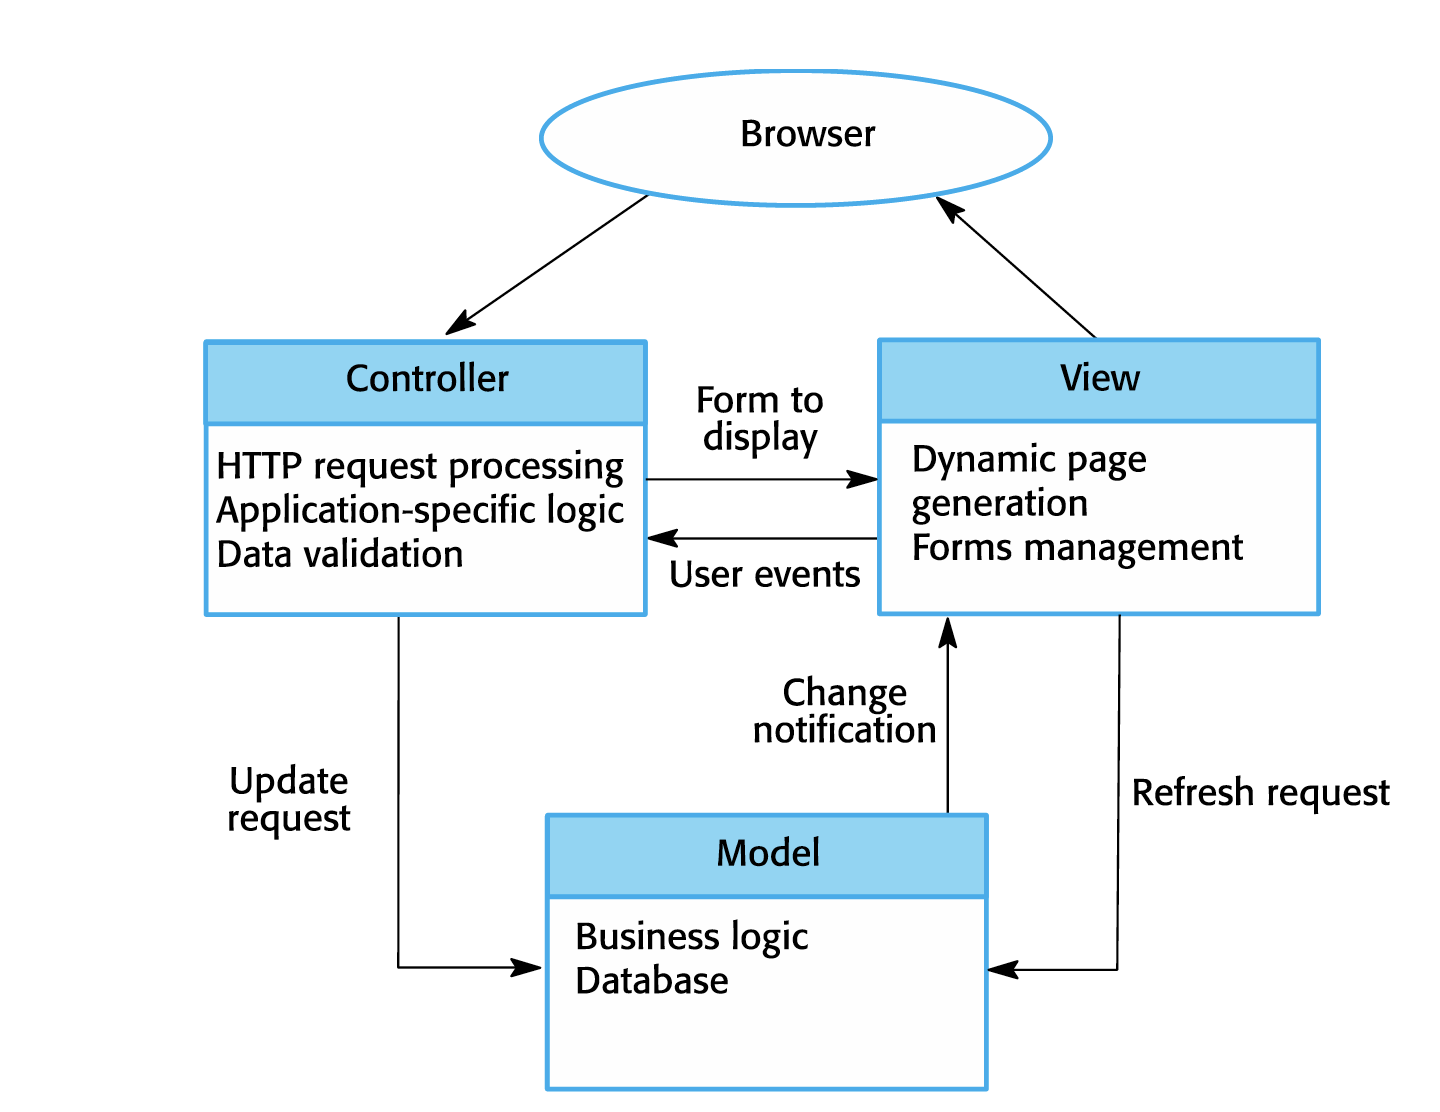 Browser
Controller
HTTP request processing
Application-specific logic
Data validation
Form to
display
User events
View
Dynamic page
generation
Forms management
Update
request
Change
notification
Refresh request
Model
Business logic
Database